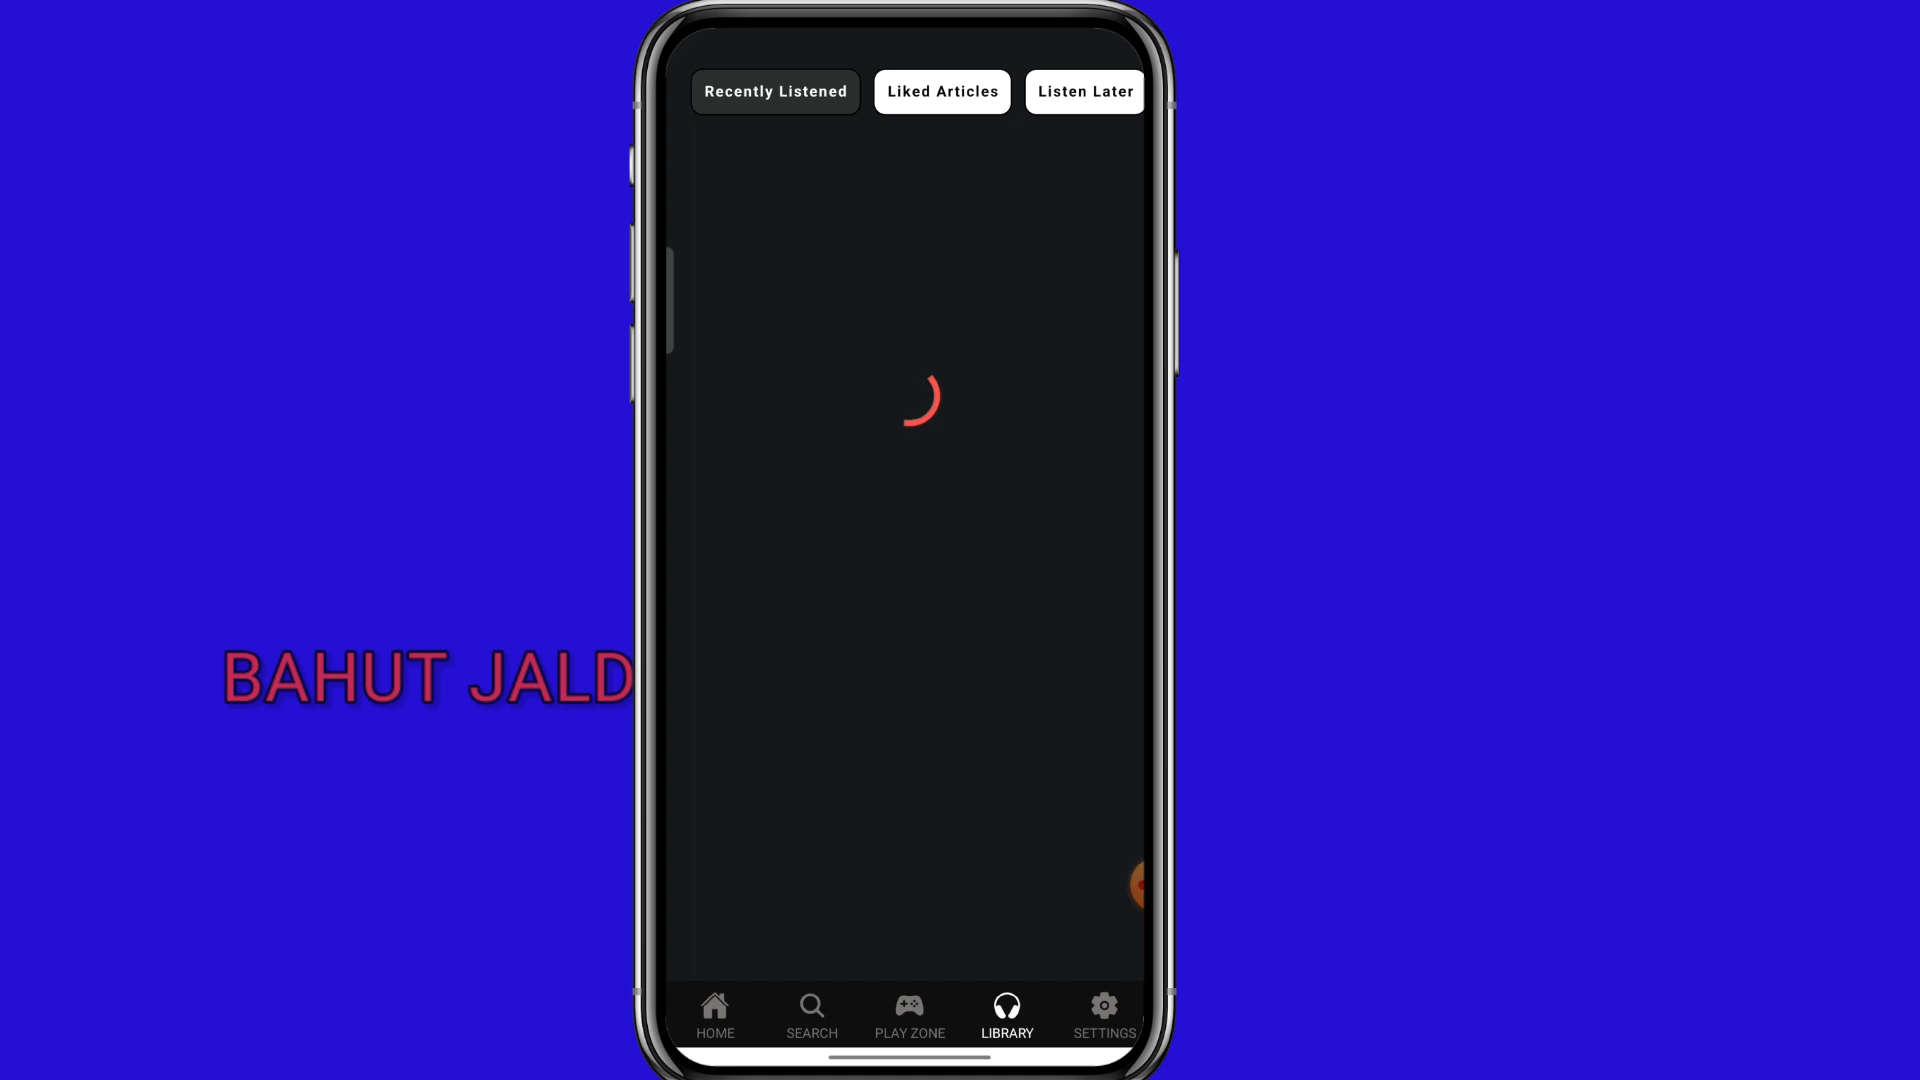 Recently Listened
Liked Articles
Listen Later
BAHUT JALD
HOME
SEARCH
PLAY ZONE
LIBRARY
SETTINGS